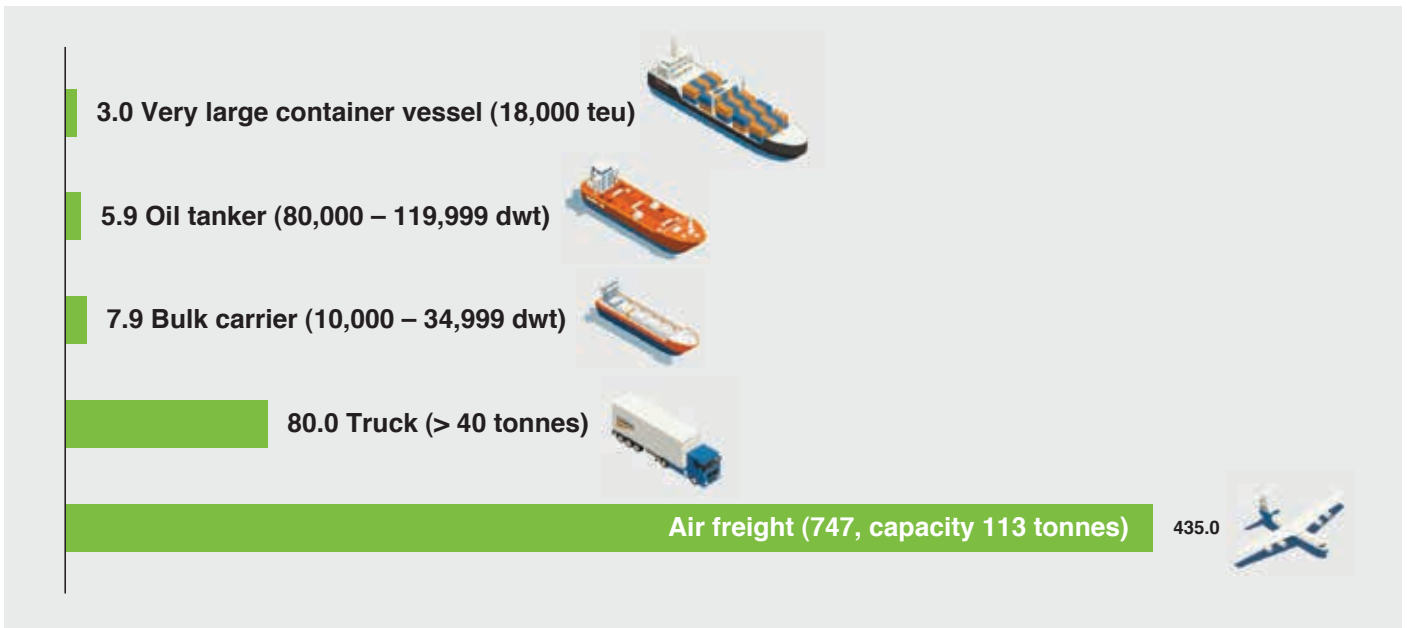 3.0 Very large container vessel (18,000 teu)
5.9 Oil tanker (80,000 – 119,999 dwt)
7.9 Bulk carrier (10,000 – 34,999 dwt)
80.0 Truck (> 40 tonnes)
Air freight (747, capacity 113 tonnes) 435.0